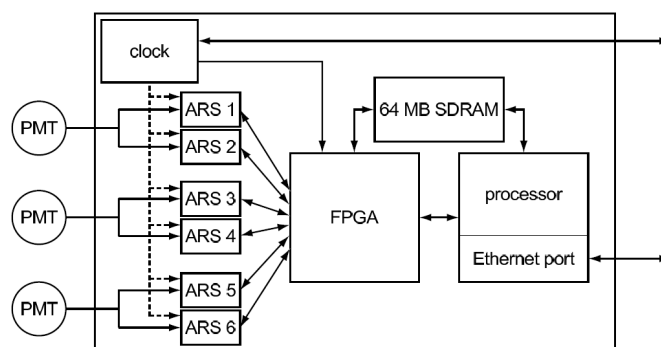 clock
PMT
PMT
PMT
ARS 1
ARS 2
ARS 3
ARS 4
ARS 5
ARS 6
FPGA
64 MB SDRAM
processor
Ethernet port